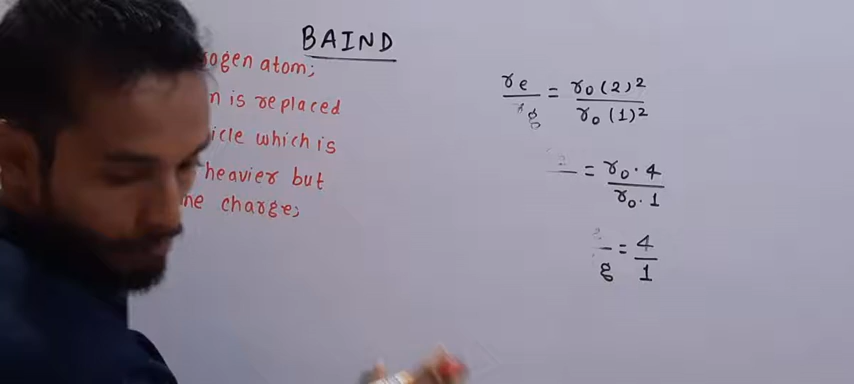 BAIND
ogen atom;
n is replaced
icle which is
heavier but
me charge;
re/rg = r0(2)²/r0(1)²
= r0·4/r0·1
g = 4/1